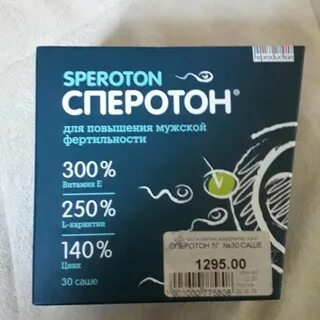 reproduction
SPEROTON
СПЕРОТОН®
для повышения мужской
фертильности
300%
Витамин Е
250%
L-карнитин
140%
Цинк
30 саше
СПЕРОТОН 5Г №30 САШЕ
1295.00